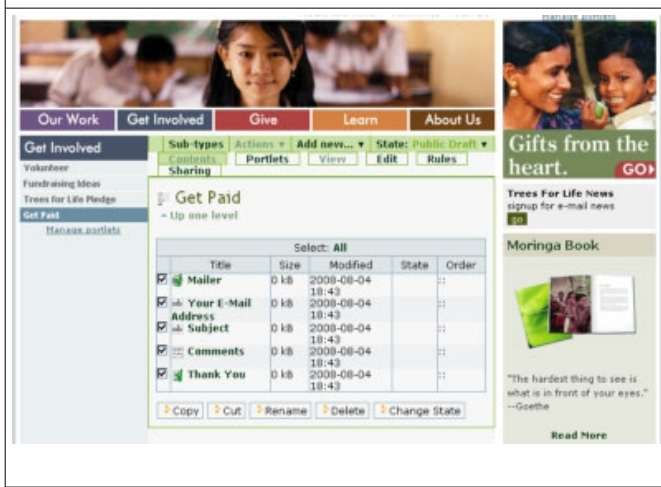 Manage portlets
Our Work Get Involved Give Learn About Us
Get Involved
Volunteer
Fundraising Ideas
Trees for Life Pledge
Get Paid
Manage portlets
Sub-types Actions Add new... State: Public Draft
Contents Portlets View Edit Rules
Sharing
Get Paid
Up one level
Select: All
Title Size Modified State Order
Mailer 0 kB 2008-08-04
18:43
Your E-Mail 0 kB 2008-08-04
Address 18:43
Subject 0 kB 2008-08-04
18:43
Comments 0 kB 2008-08-04
18:43
Thank You 0 kB 2008-08-04
18:43
Copy Cut Rename Delete Change State
Gifts from the
heart. GO
Trees For Life News
signup for e-mail news
go
Moringa Book
"The hardest thing to see is
what is in front of your eyes."
--Goethe
Read More